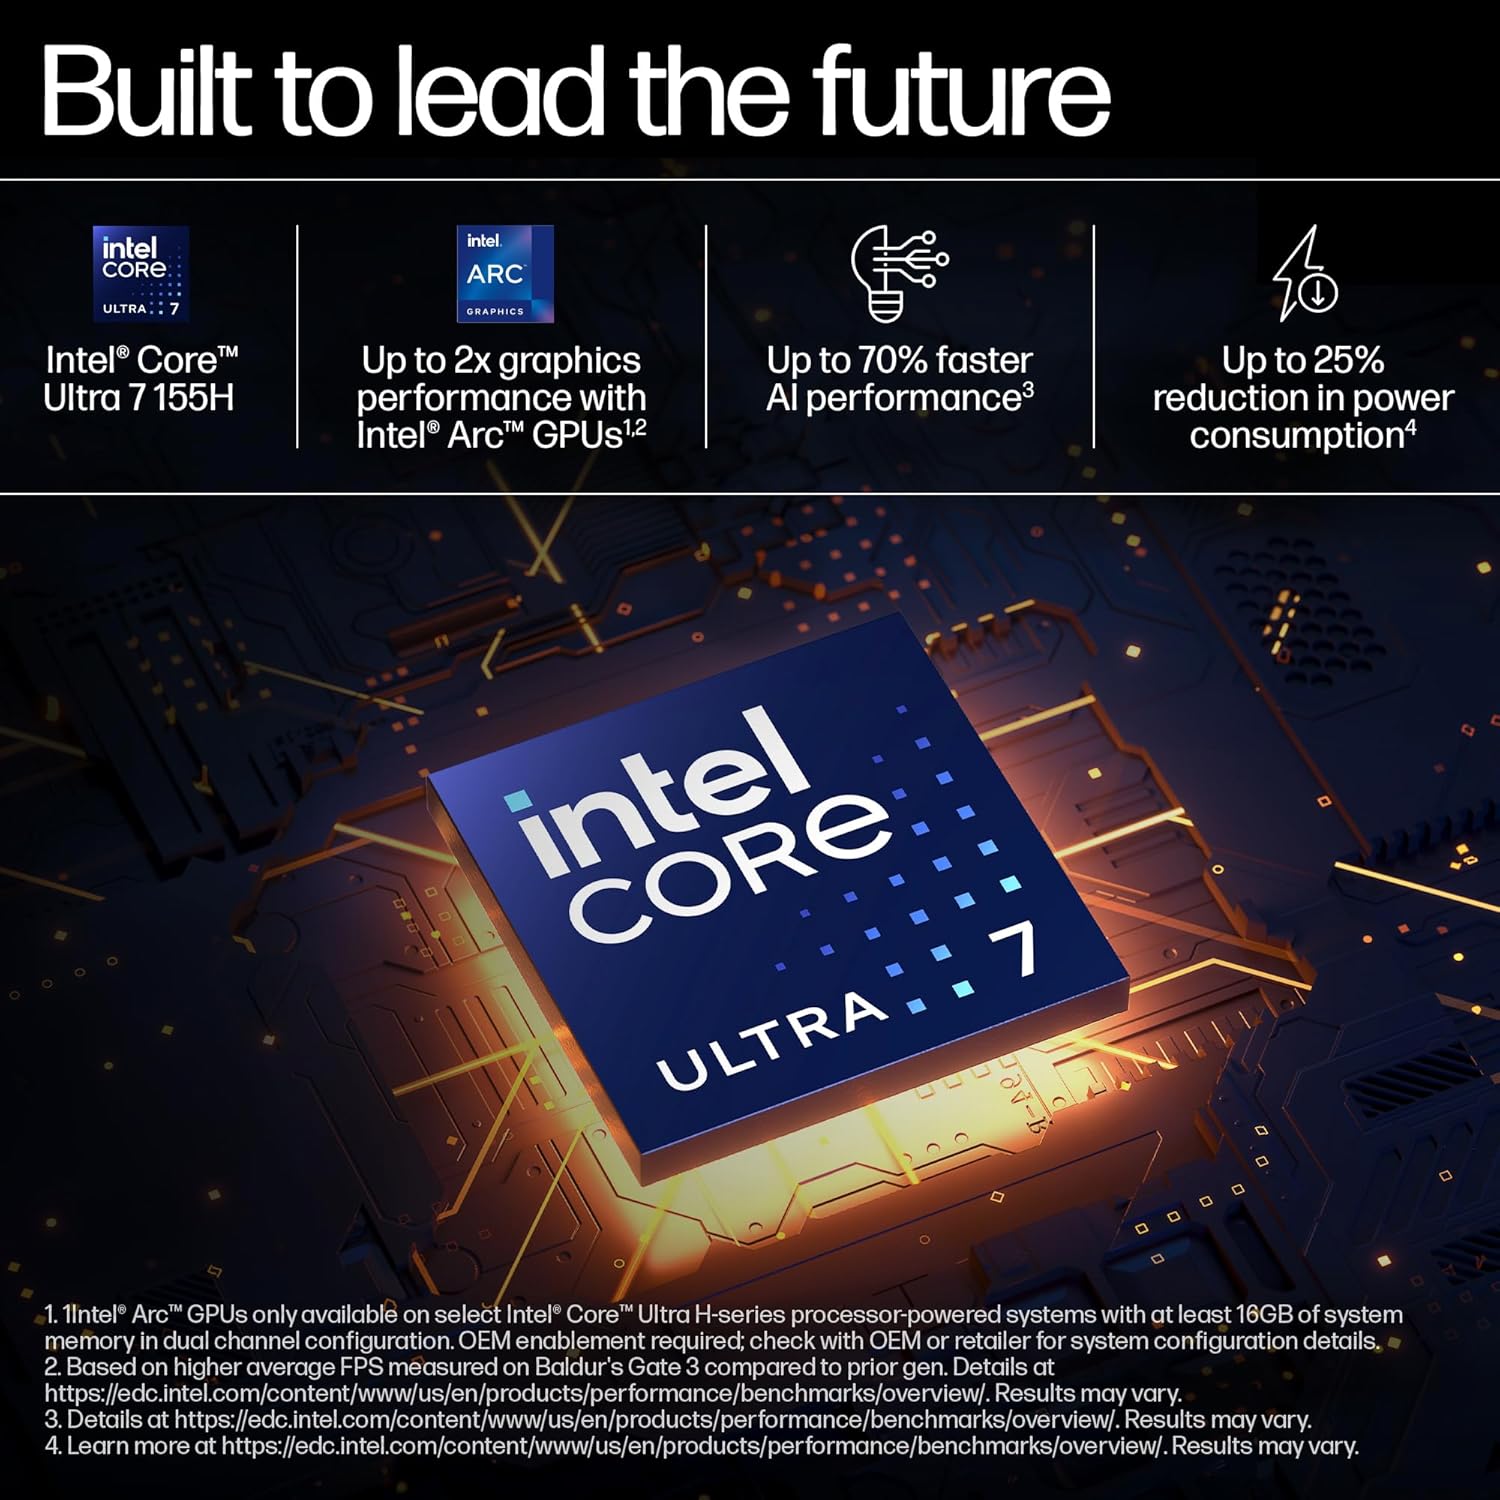 Built to lead the future
intel
CORE
ULTRA 7
Intel® Core™
Ultra 7 155H
intel.
ARC™
GRAPHICS
Up to 2x graphics
performance with
Intel® Arc™ GPUs1,2
Up to 70% faster
AI performance3
Up to 25%
reduction in power
consumption4
intel
CORE
ULTRA 7
1. 1Intel® Arc™ GPUs only available on select Intel® Core™ Ultra H-series processor-powered systems with at least 16GB of system
memory in dual channel configuration. OEM enablement required; check with OEM or retailer for system configuration details.
2. Based on higher average FPS measured on Baldur's Gate 3 compared to prior gen. Details at
https://edc.intel.com/content/www/us/en/products/performance/benchmarks/overview/. Results may vary.
3. Details at https://edc.intel.com/content/www/us/en/products/performance/benchmarks/overview/. Results may vary.
4. Learn more at https://edc.intel.com/content/www/us/en/products/performance/benchmarks/overview/. Results may vary.